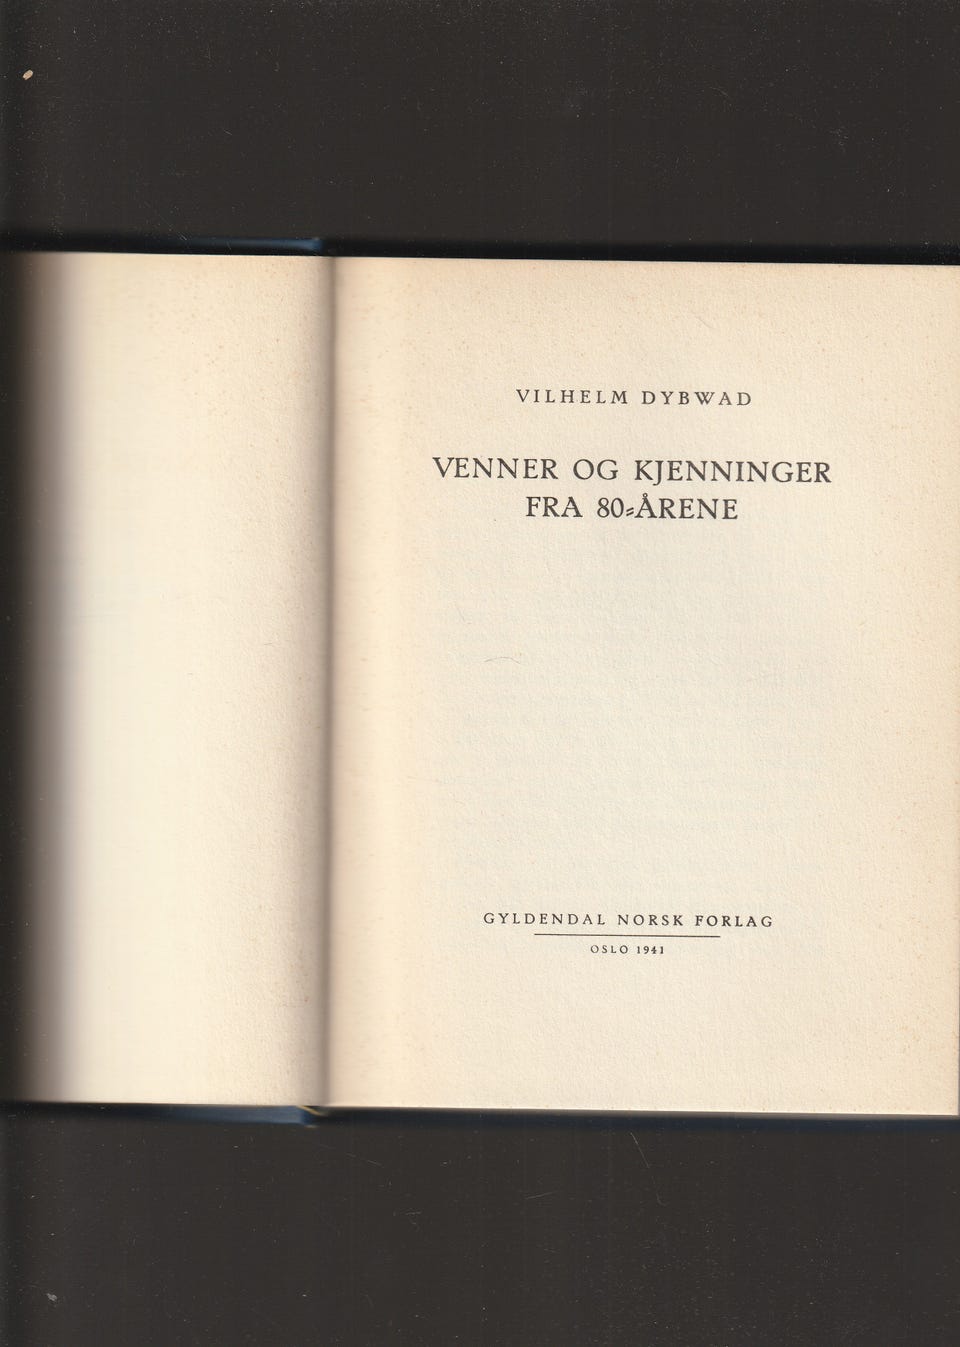 VILHELM DYBWAD
VENNER OG KJENNINGER
FRA 80-ÅRENE
GYLDENDAL NORSK FORLAG
OSLO 1941